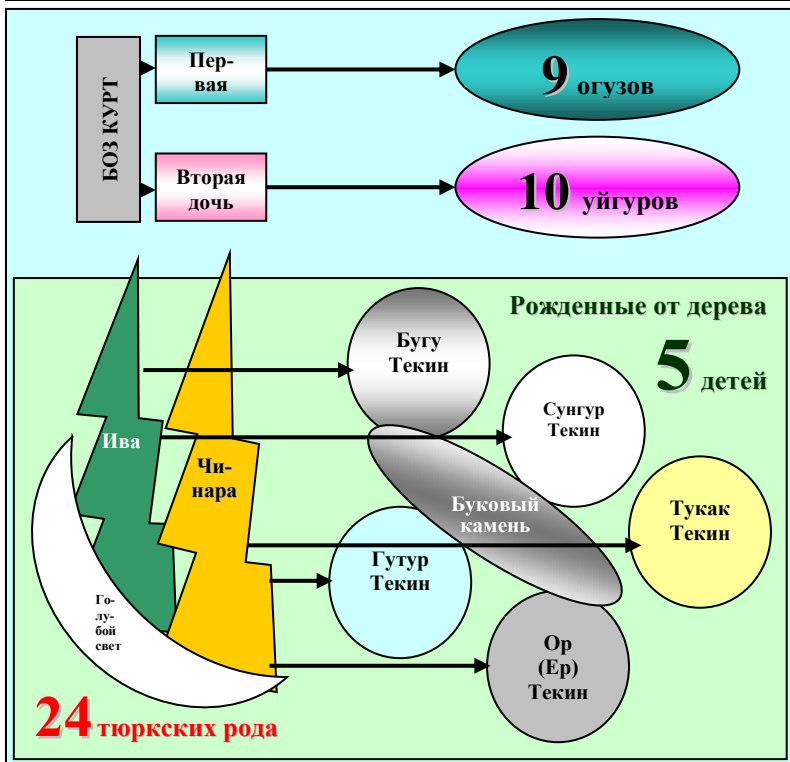 БОЗ КУРТ
Пер-
вая
9 огузов
Вторая
дочь
10 уйгуров
Рожденные от дерева
5 детей
Бугу
Текин
Сунгур
Текин
Ива
Чи-
нара
Буковый
камень
Тукак
Текин
Гутур
Текин
Го-
лу-
бой
свет
Ор
(Ер)
Текин
24 тюркских рода